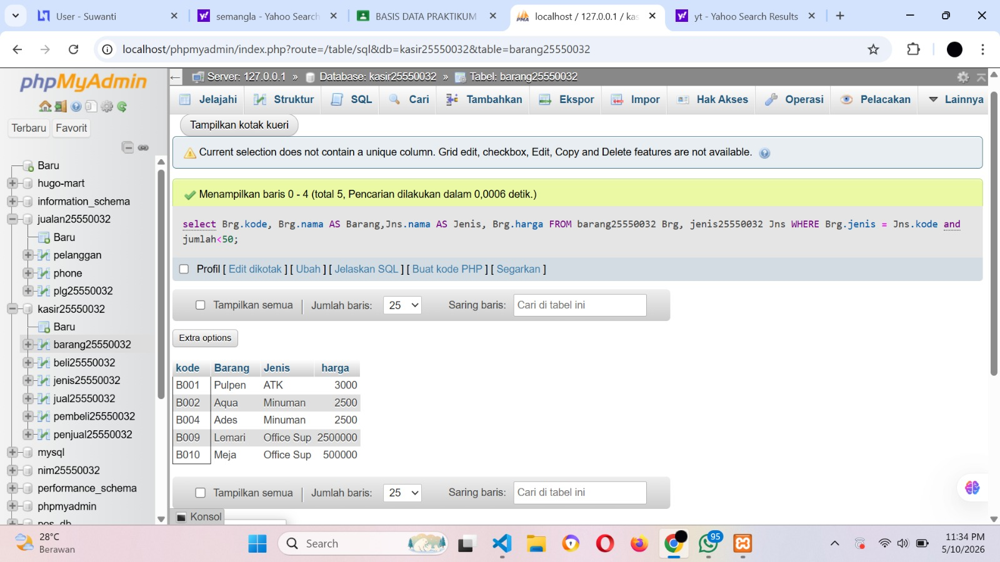 User - Suwanti
semangla - Yahoo Search
BASIS DATA PRAKTIKUM
localhost / 127.0.0.1 / kas
yt - Yahoo Search Results
localhost/phpmyadmin/index.php?route=/table/sql&db=kasir25550032&table=barang25550032
phpMyAdmin
Terbaru Favorit
Baru
hugo-mart
information_schema
jualan25550032
Baru
pelanggan
phone
plg25550032
kasir25550032
Baru
barang25550032
beli25550032
jenis25550032
jual25550032
pembeli25550032
penjual25550032
mysql
nim25550032
performance_schema
phpmyadmin
pos_db
Server: 127.0.0.1 » Database: kasir25550032 » Tabel: barang25550032
Jelajahi Struktur SQL Cari Tambahkan Ekspor Impor Hak Akses Operasi Pelacakan Lainnya
Tampilkan kotak kueri
Current selection does not contain a unique column. Grid edit, checkbox, Edit, Copy and Delete features are not available.
Menampilkan baris 0 - 4 (total 5, Pencarian dilakukan dalam 0,0006 detik.)
select Brg.kode, Brg.nama AS Barang,Jns.nama AS Jenis, Brg.harga FROM barang25550032 Brg, jenis25550032 Jns WHERE Brg.jenis = Jns.kode and
jumlah<50;
Profil [ Edit dikotak ] [ Ubah ] [ Jelaskan SQL ] [ Buat kode PHP ] [ Segarkan ]
Tampilkan semua | Jumlah baris: 25 Saring baris: Cari di tabel ini
Extra options
kode Barang Jenis harga
B001 Pulpen ATK 3000
B002 Aqua Minuman 2500
B004 Ades Minuman 2500
B009 Lemari Office Sup 2500000
B010 Meja Office Sup 500000
Tampilkan semua | Jumlah baris: 25 Saring baris: Cari di tabel ini
Konsol
28°C
Berawan
Search
95
11:34 PM
5/10/2026